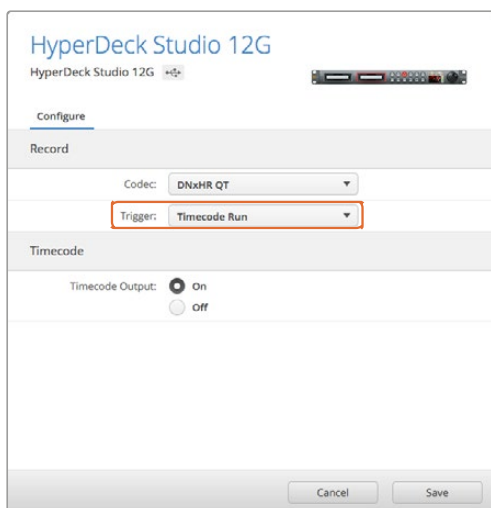 HyperDeck Studio 12G
HyperDeck Studio 12G
Configure
Record
Codec: DNxHR QT
Trigger: Timecode Run
Timecode
Timecode Output: On
Off
Cancel Save